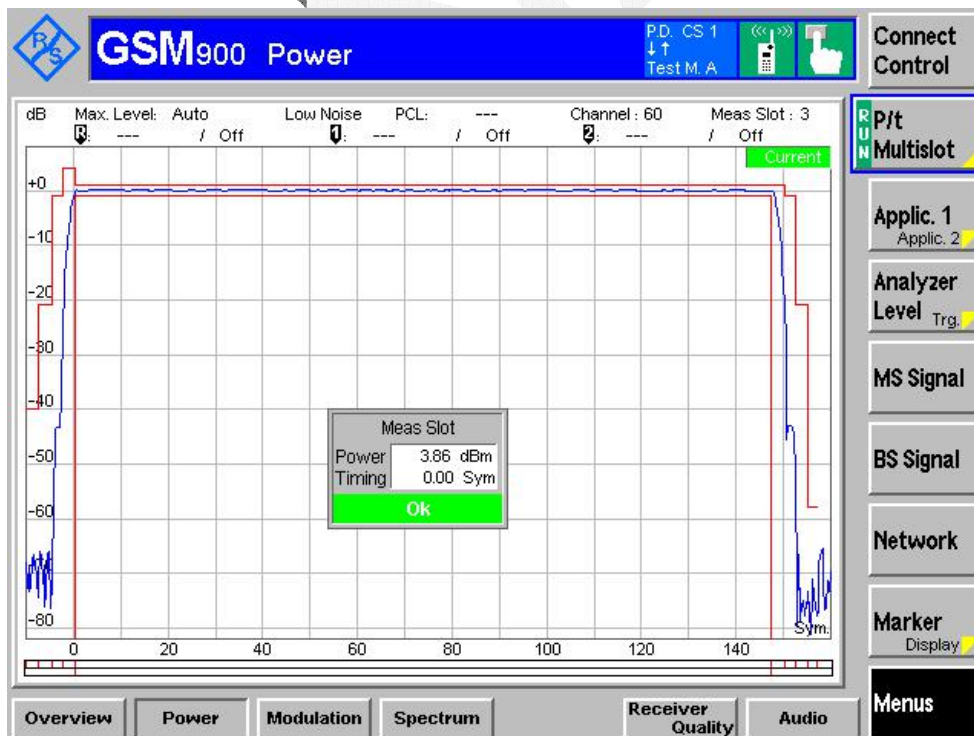 R/S
GSM900 Power
P.D. CS 1
↓↑
Test M. A
Connect Control
dB Max. Level: Auto Low Noise PCL: --- Channel : 60 Meas Slot : 3
R: --- / Off 1: --- / Off 2: --- / Off
Current
RUN
P/t Multislot
+0
-10
-20
-30
-40
-50
-60
-80
Applic. 1
Applic. 2
Analyzer
Level Trg.
MS Signal
Meas Slot
Power 3.86 dBm
Timing 0.00 Sym
Ok
BS Signal
Network
Sym.
0 20 40 60 80 100 120 140
Marker
Display
Menus
Overview Power Modulation Spectrum Receiver Quality Audio